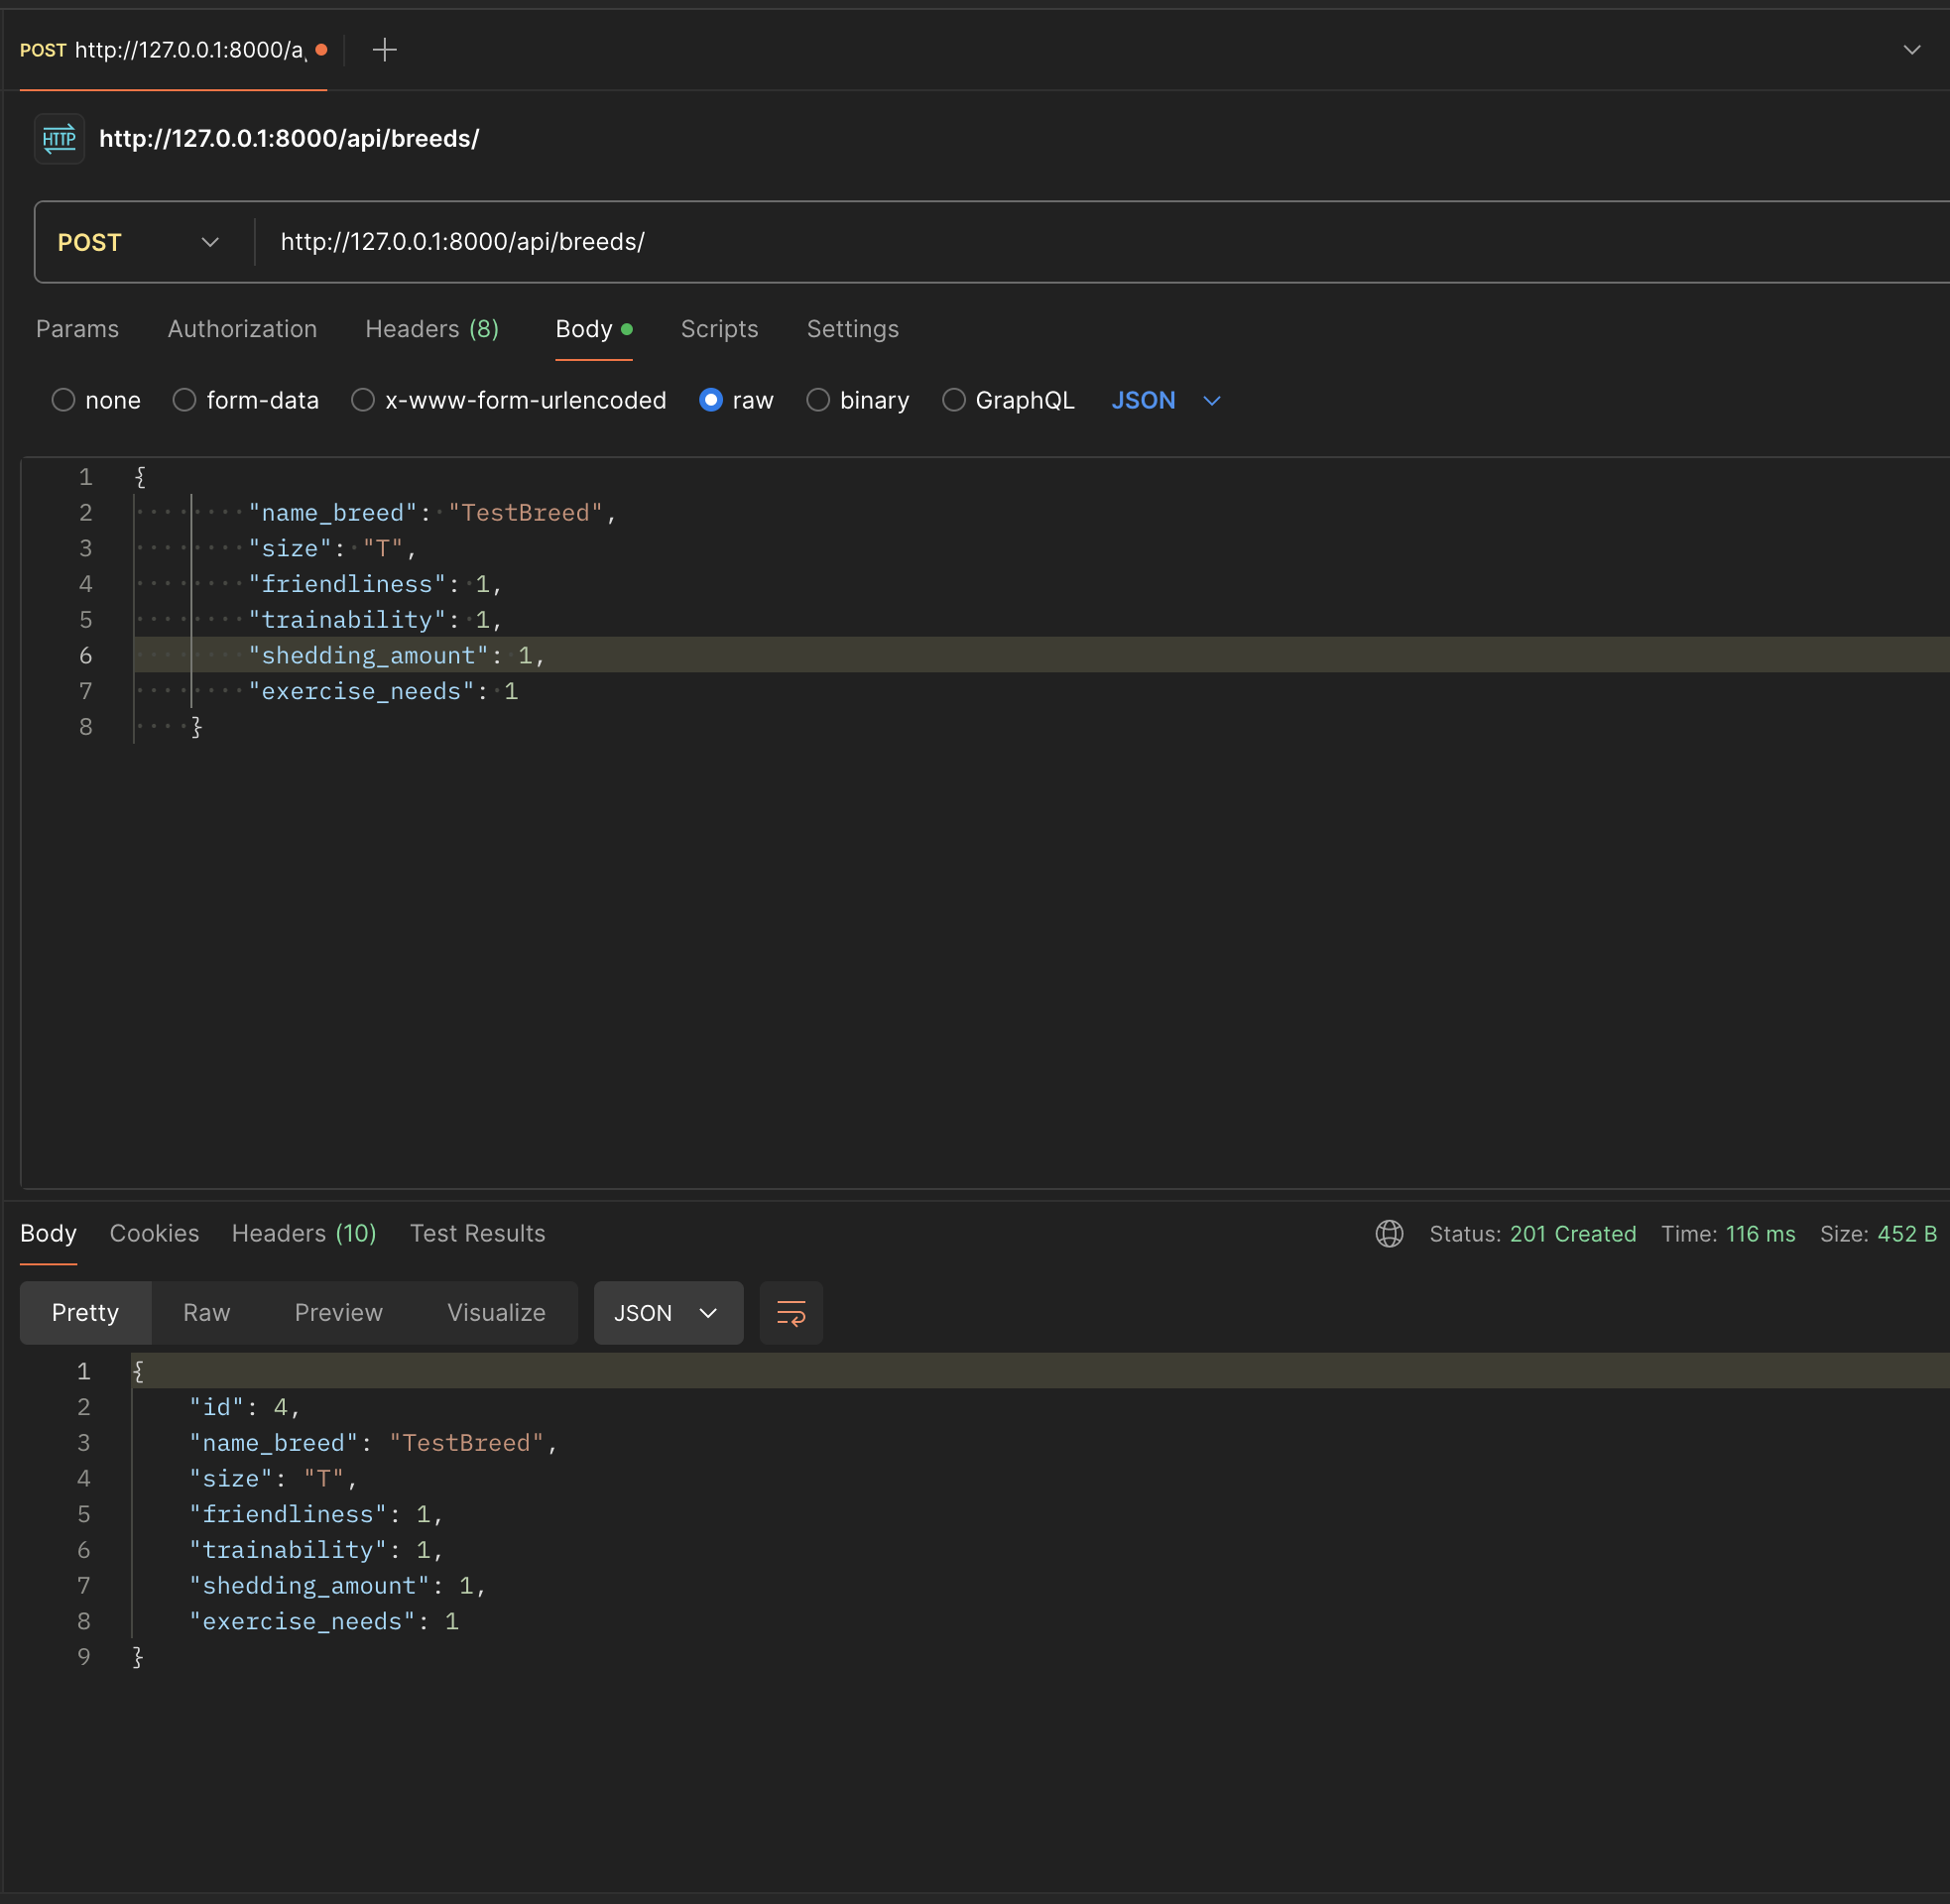 POST http://127.0.0.1:8000/a
HTTP http://127.0.0.1:8000/api/breeds/
POST http://127.0.0.1:8000/api/breeds/
Params Authorization Headers (8) Body Scripts Settings
none form-data x-www-form-urlencoded raw binary GraphQL JSON
1 {
2 "name_breed": "TestBreed",
3 "size": "T",
4 "friendliness": 1,
5 "trainability": 1,
6 "shedding_amount": 1,
7 "exercise_needs": 1
8 }
Body Cookies Headers (10) Test Results Status: 201 Created Time: 116 ms Size: 452 B
Pretty Raw Preview Visualize JSON
1 {
2 "id": 4,
3 "name_breed": "TestBreed",
4 "size": "T",
5 "friendliness": 1,
6 "trainability": 1,
7 "shedding_amount": 1,
8 "exercise_needs": 1
9 }